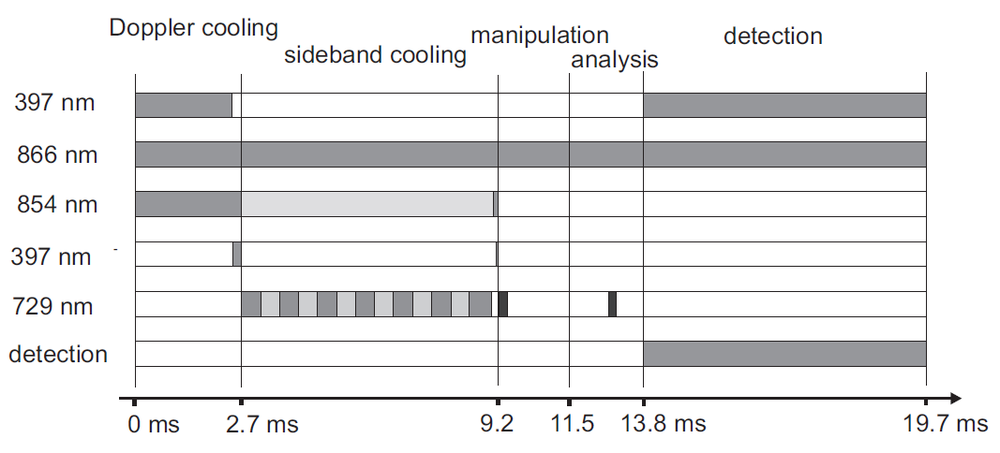 Doppler cooling
sideband cooling
manipulation
analysis
detection
397 nm
866 nm
854 nm
397 nm -
729 nm
detection
0 ms 2.7 ms 9.2 11.5 13.8 ms 19.7 ms